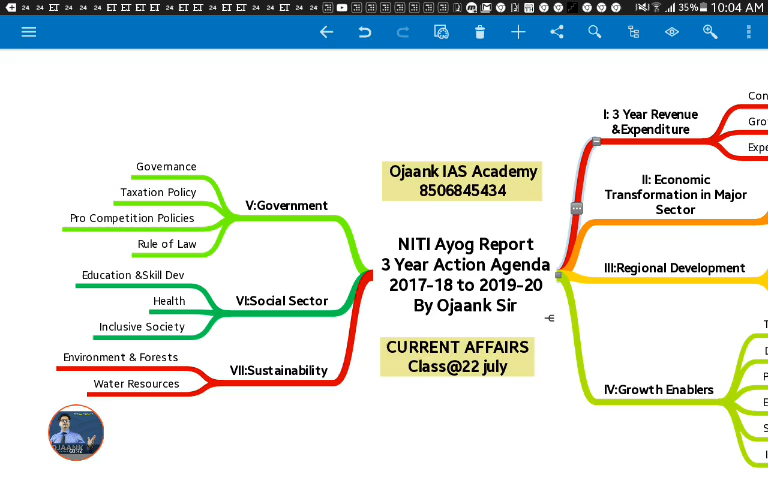 35% 10:04 AM
I: 3 Year Revenue
&Expenditure
Con
Gro
Expe
II: Economic
Transformation in Major
Sector
III:Regional Development
IV:Growth Enablers
Ojaank IAS Academy
8506845434
NITI Ayog Report
3 Year Action Agenda
2017-18 to 2019-20
By Ojaank Sir
CURRENT AFFAIRS
Class@22 july
V:Government
Governance
Taxation Policy
Pro Competition Policies
Rule of Law
VI:Social Sector
Education &Skill Dev
Health
Inclusive Society
VII:Sustainability
Environment & Forests
Water Resources
OJAANK